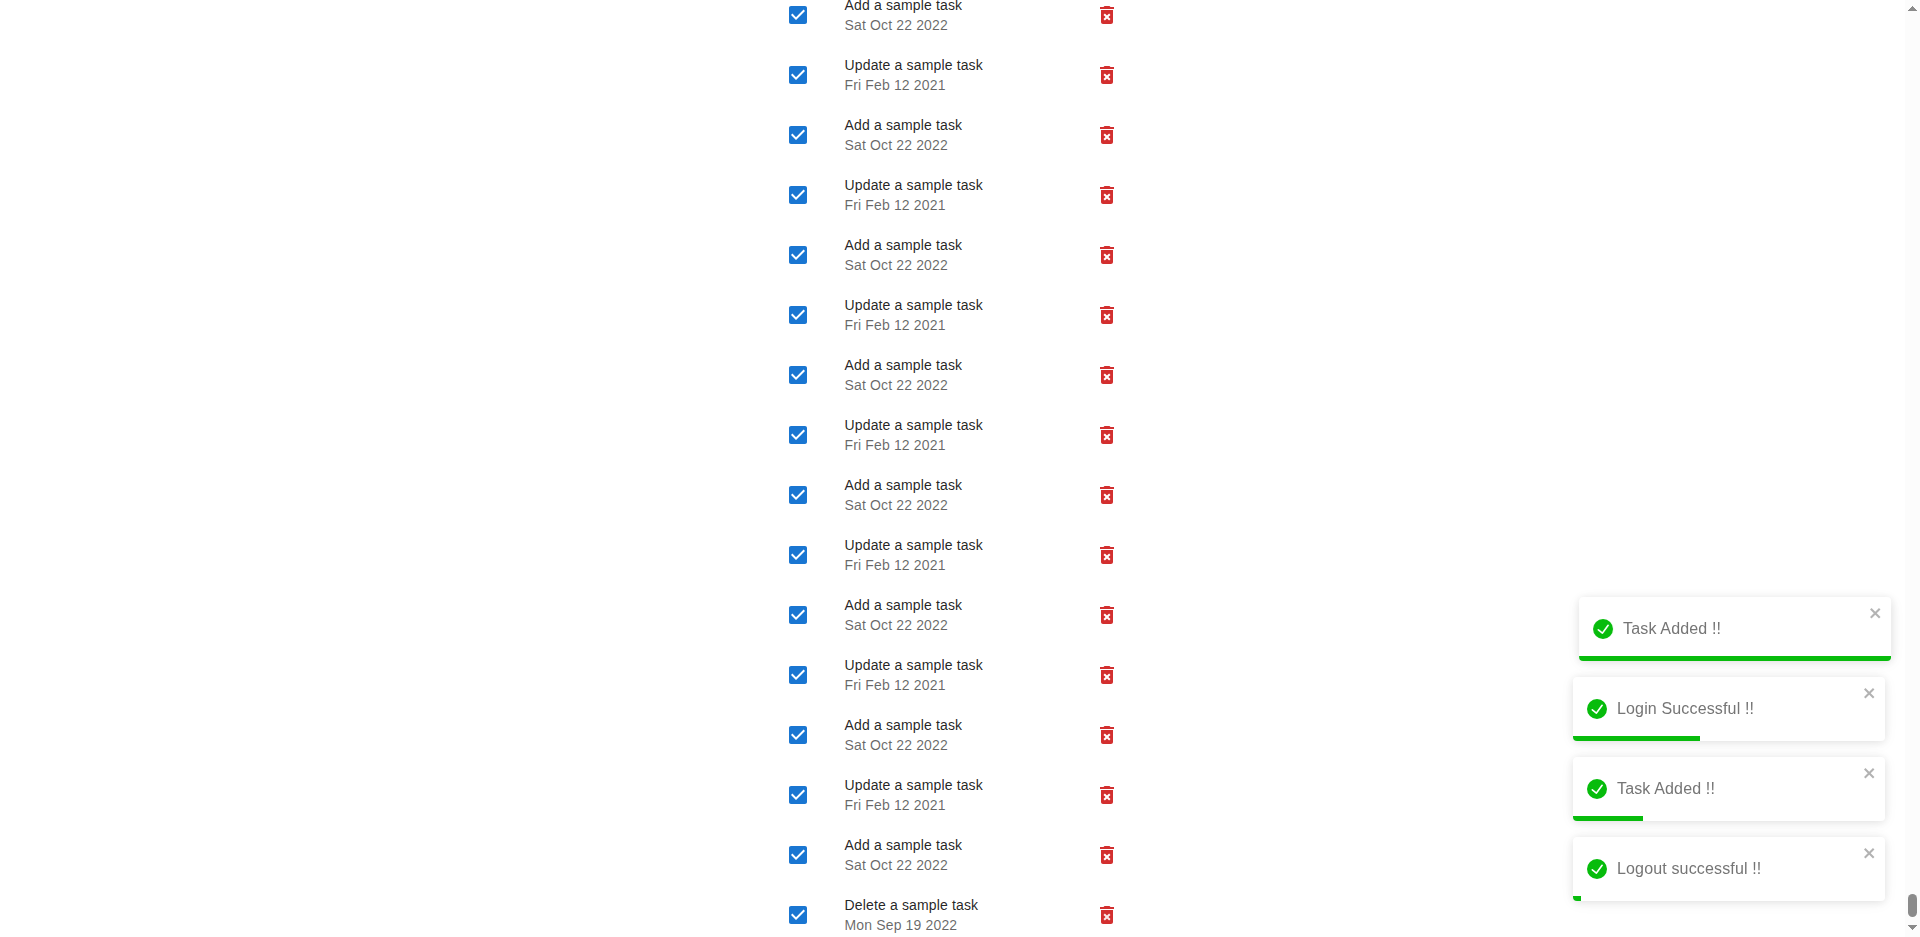 Add a sample task
Sat Oct 22 2022
Update a sample task
Fri Feb 12 2021
Add a sample task
Sat Oct 22 2022
Update a sample task
Fri Feb 12 2021
Add a sample task
Sat Oct 22 2022
Update a sample task
Fri Feb 12 2021
Add a sample task
Sat Oct 22 2022
Update a sample task
Fri Feb 12 2021
Add a sample task
Sat Oct 22 2022
Update a sample task
Fri Feb 12 2021
Add a sample task
Sat Oct 22 2022
Update a sample task
Fri Feb 12 2021
Add a sample task
Sat Oct 22 2022
Update a sample task
Fri Feb 12 2021
Add a sample task
Sat Oct 22 2022
Delete a sample task
Mon Sep 19 2022
Task Added !!
Login Successful !!
Task Added !!
Logout successful !!